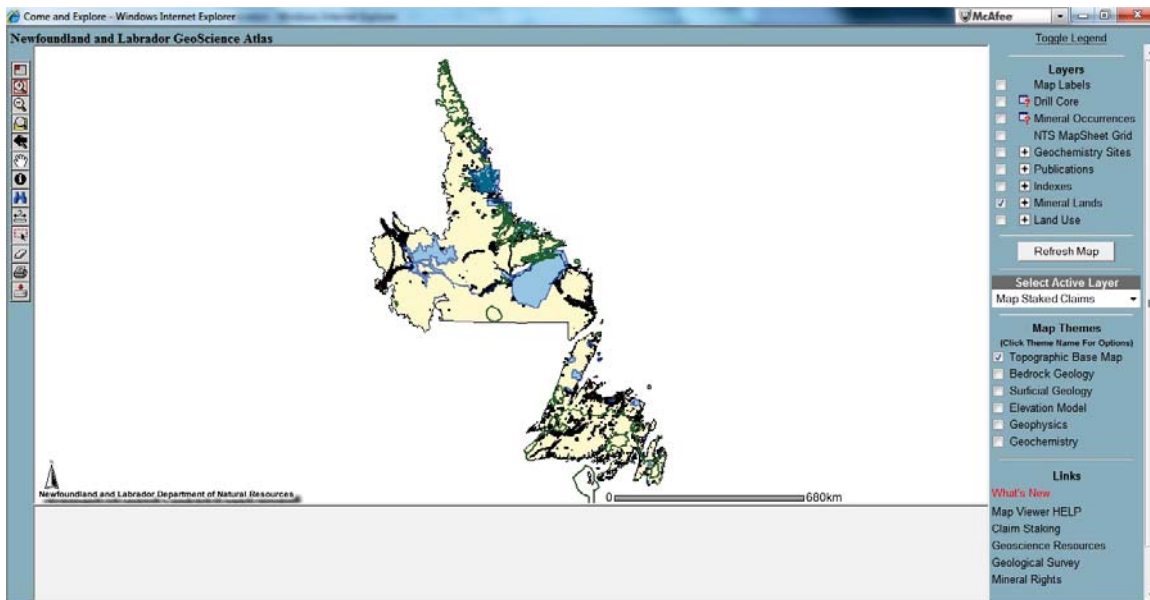 Come and Explore - Windows Internet Explorer
McAfee
Newfoundland and Labrador GeoScience Atlas
Toggle Legend
Layers
Map Labels
Drill Core
Mineral Occurrences
NTS MapSheet Grid
Geochemistry Sites
Publications
Indexes
Mineral Lands
Land Use
Refresh Map
Select Active Layer
Map Staked Claims
Map Themes
(Click Theme Name For Options)
Topographic Base Map
Bedrock Geology
Surficial Geology
Elevation Model
Geophysics
Geochemistry
Links
What's New
Map Viewer HELP
Claim Staking
Geoscience Resources
Geological Survey
Mineral Rights
Newfoundland and Labrador Department of Natural Resources
0 680km